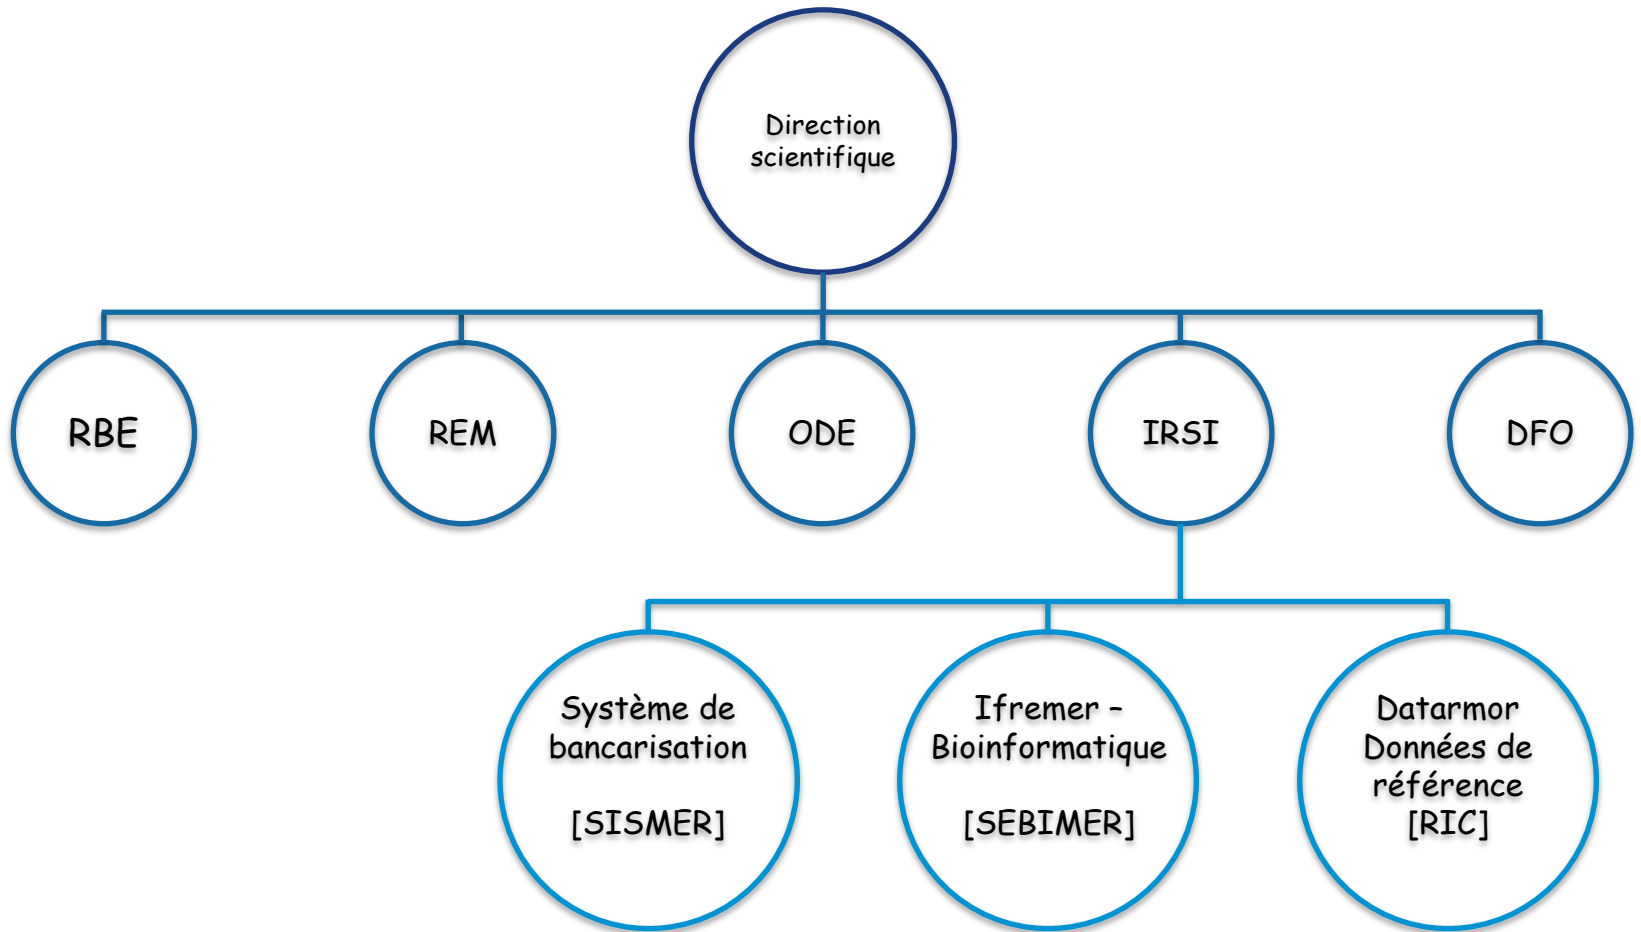 Direction
scientifique
RBE
REM
ODE
IRSI
DFO
Système de
bancarisation
[SISMER]
Ifremer –
Bioinformatique
[SEBIMER]
Datarmor
Données de
référence
[RIC]